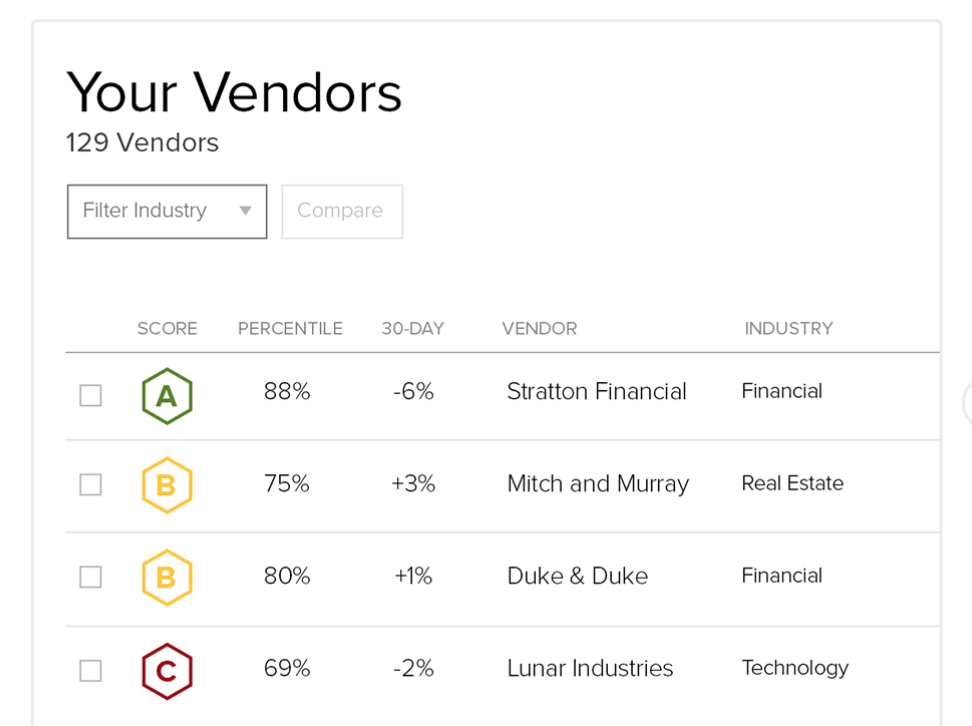 Your Vendors
129 Vendors
Filter Industry Compare
SCORE PERCENTILE 30-DAY VENDOR INDUSTRY
A 88% -6% Stratton Financial Financial
B 75% +3% Mitch and Murray Real Estate
B 80% +1% Duke & Duke Financial
C 69% -2% Lunar Industries Technology